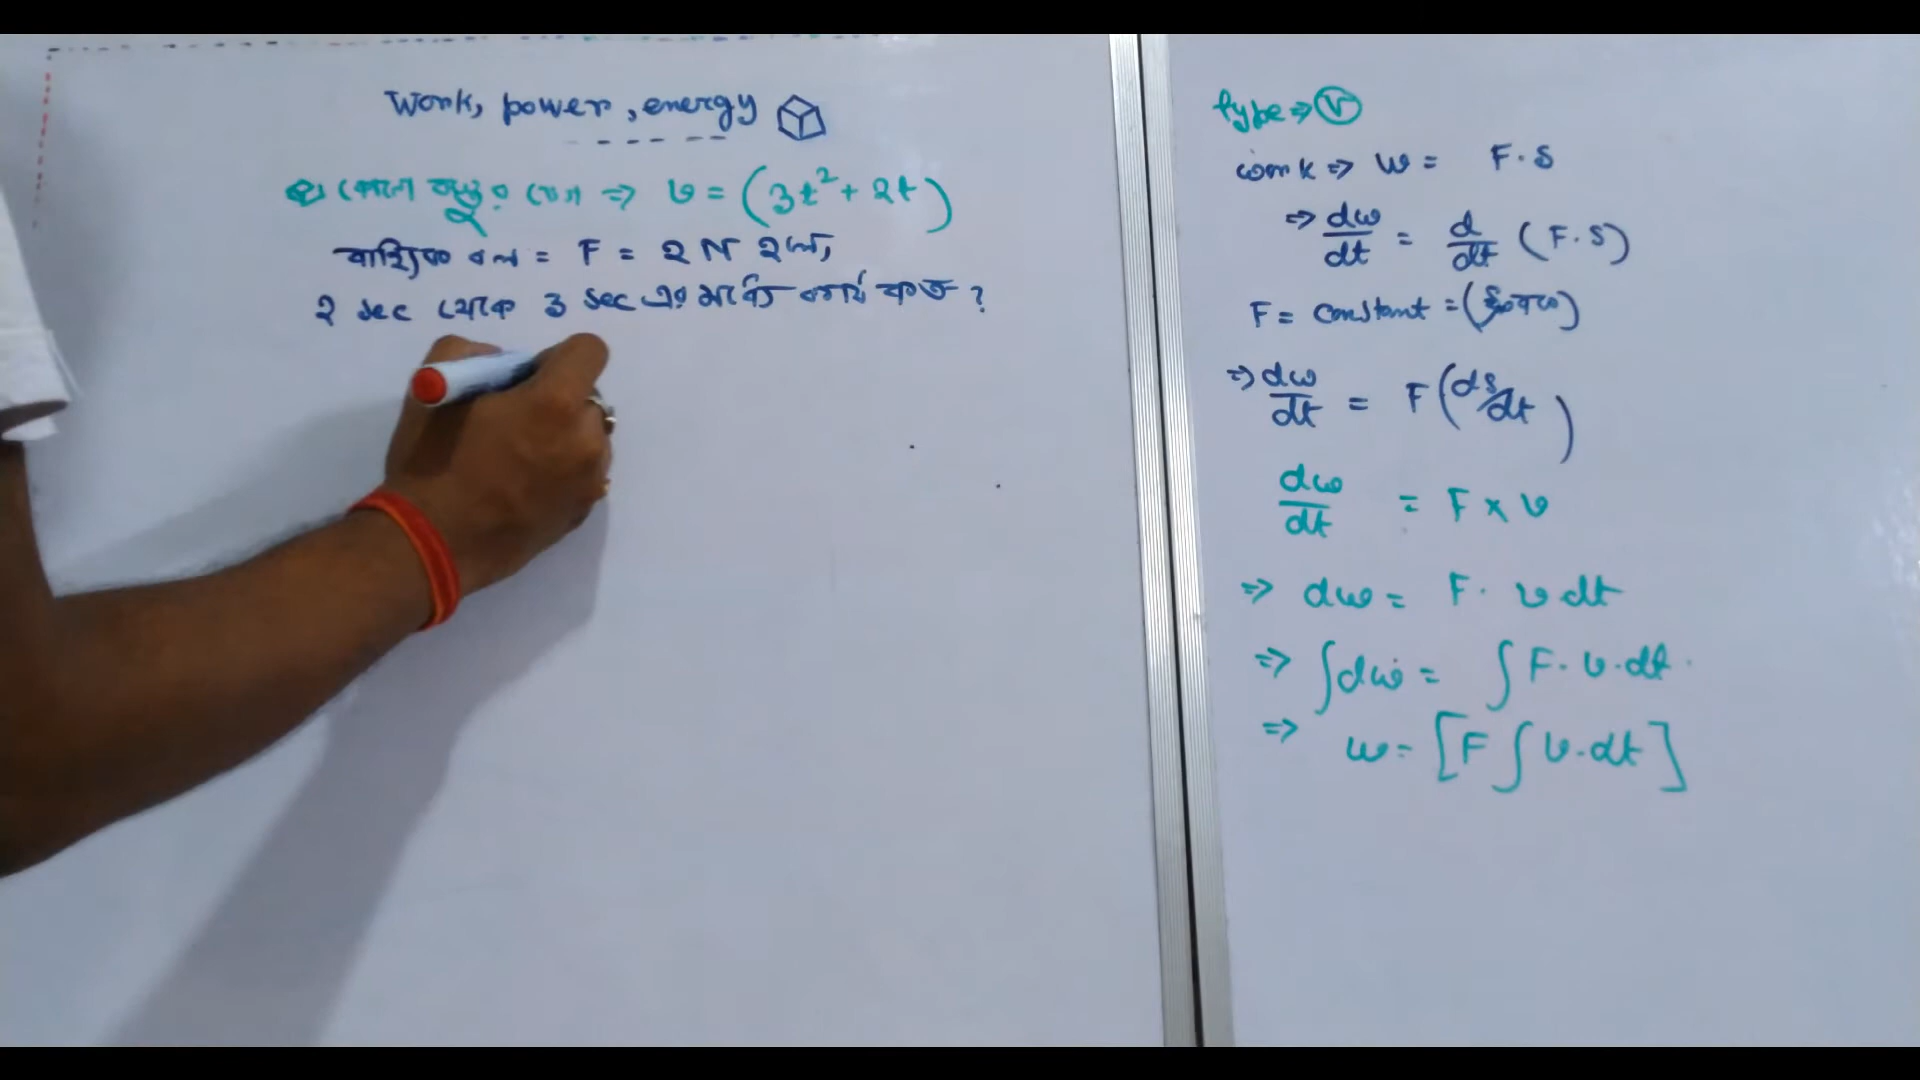 Work, power, energy
কোনো বস্তুর বেগ ⇒ v = (3t² + 2t)
বাহ্যিক বল = F = 2 N হলে,
2 sec থেকে 3 sec এর মধ্যে কার্য কত?
type ⇒ V
work ⇒ W = F.S
⇒ dw/dt = d/dt (F.S)
F = constant = (ধ্রুবক)
⇒ dw/dt = F(ds/dt)
dw/dt = F × v
⇒ dw = F. v dt
⇒ ∫dw = ∫F. v.dt.
⇒ w = [F∫v.dt]